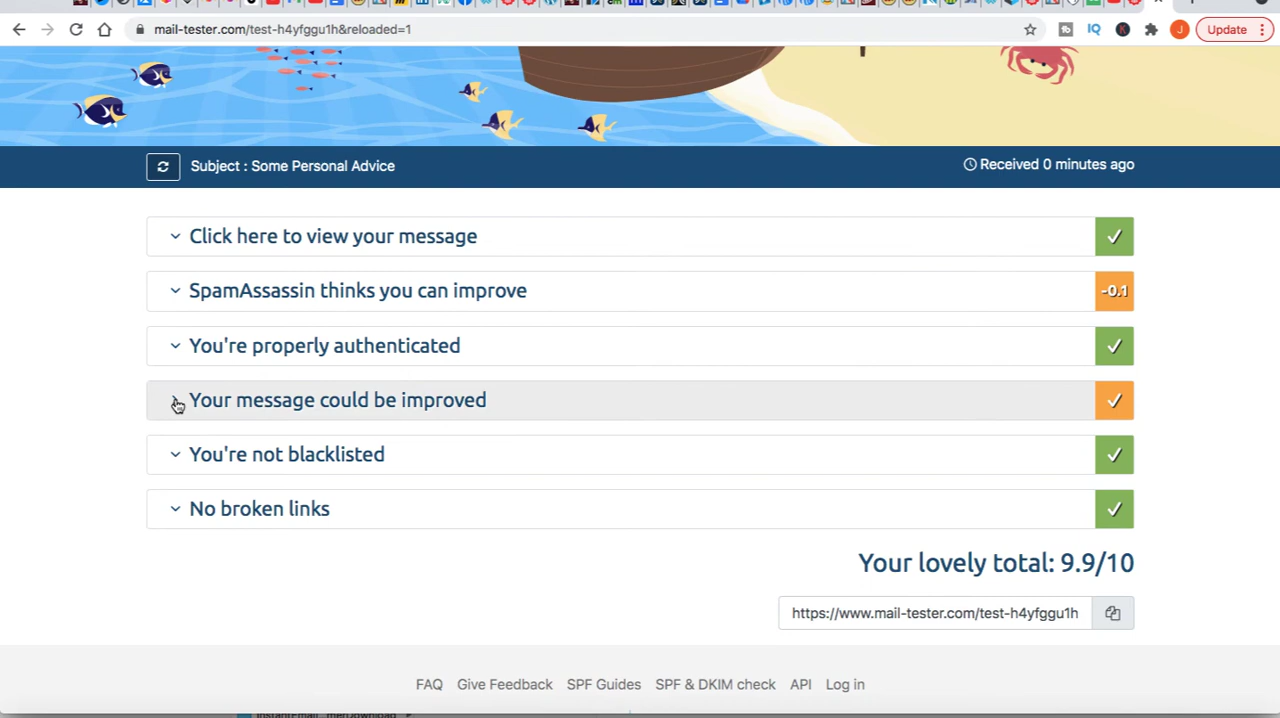 mail-tester.com/test-h4yfggu1h&reloaded=1
IQ
K
J
Update
Subject : Some Personal Advice
Received 0 minutes ago
Click here to view your message
SpamAssassin thinks you can improve
-0.1
You're properly authenticated
Your message could be improved
You're not blacklisted
No broken links
Your lovely total: 9.9/10
https://www.mail-tester.com/test-h4yfggu1h
FAQ Give Feedback SPF Guides SPF & DKIM check API Log in